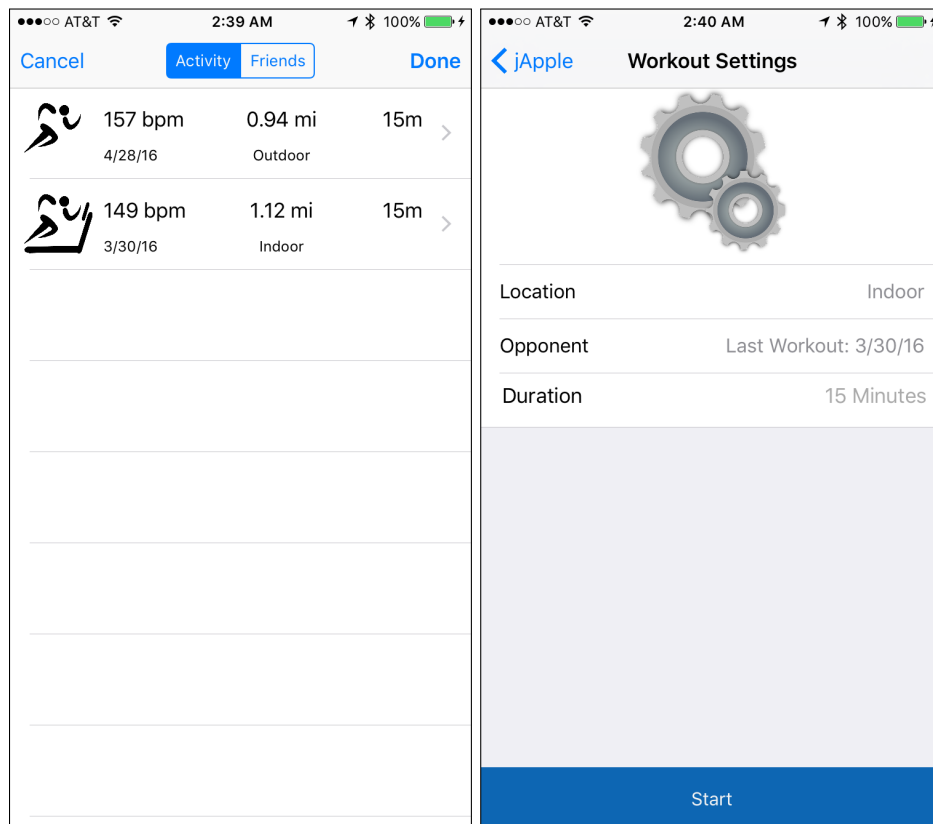 AT&T 2:39 AM 100%
Cancel Activity Friends Done
157 bpm 0.94 mi 15m
4/28/16 Outdoor
149 bpm 1.12 mi 15m
3/30/16 Indoor
AT&T 2:40 AM 100%
jApple Workout Settings
Location Indoor
Opponent Last Workout: 3/30/16
Duration 15 Minutes
Start